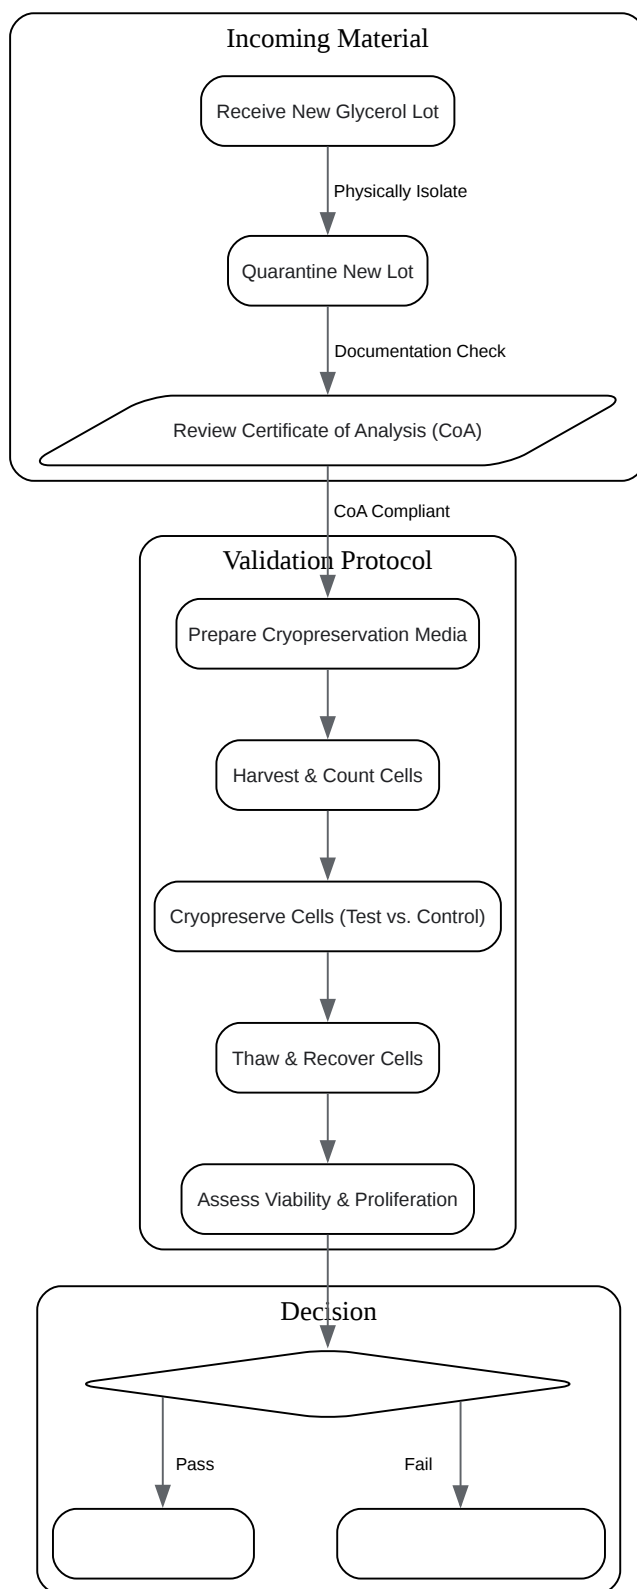 Incoming Material
Receive New Glycerol Lot
Physically Isolate
Quarantine New Lot
Documentation Check
Review Certificate of Analysis (CoA)
CoA Compliant
Validation Protocol
Prepare Cryopreservation Media
Harvest & Count Cells
Cryopreserve Cells (Test vs. Control)
Thaw & Recover Cells
Assess Viability & Proliferation
Decision
Pass
Fail